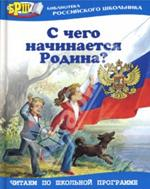 БИБЛИОТЕКА
РОССИЙСКОГО ШКОЛЬНИКА
С чего
начинается
Родина?
ЧИТАЕМ ПО ШКОЛЬНОЙ ПРОГРАММЕ